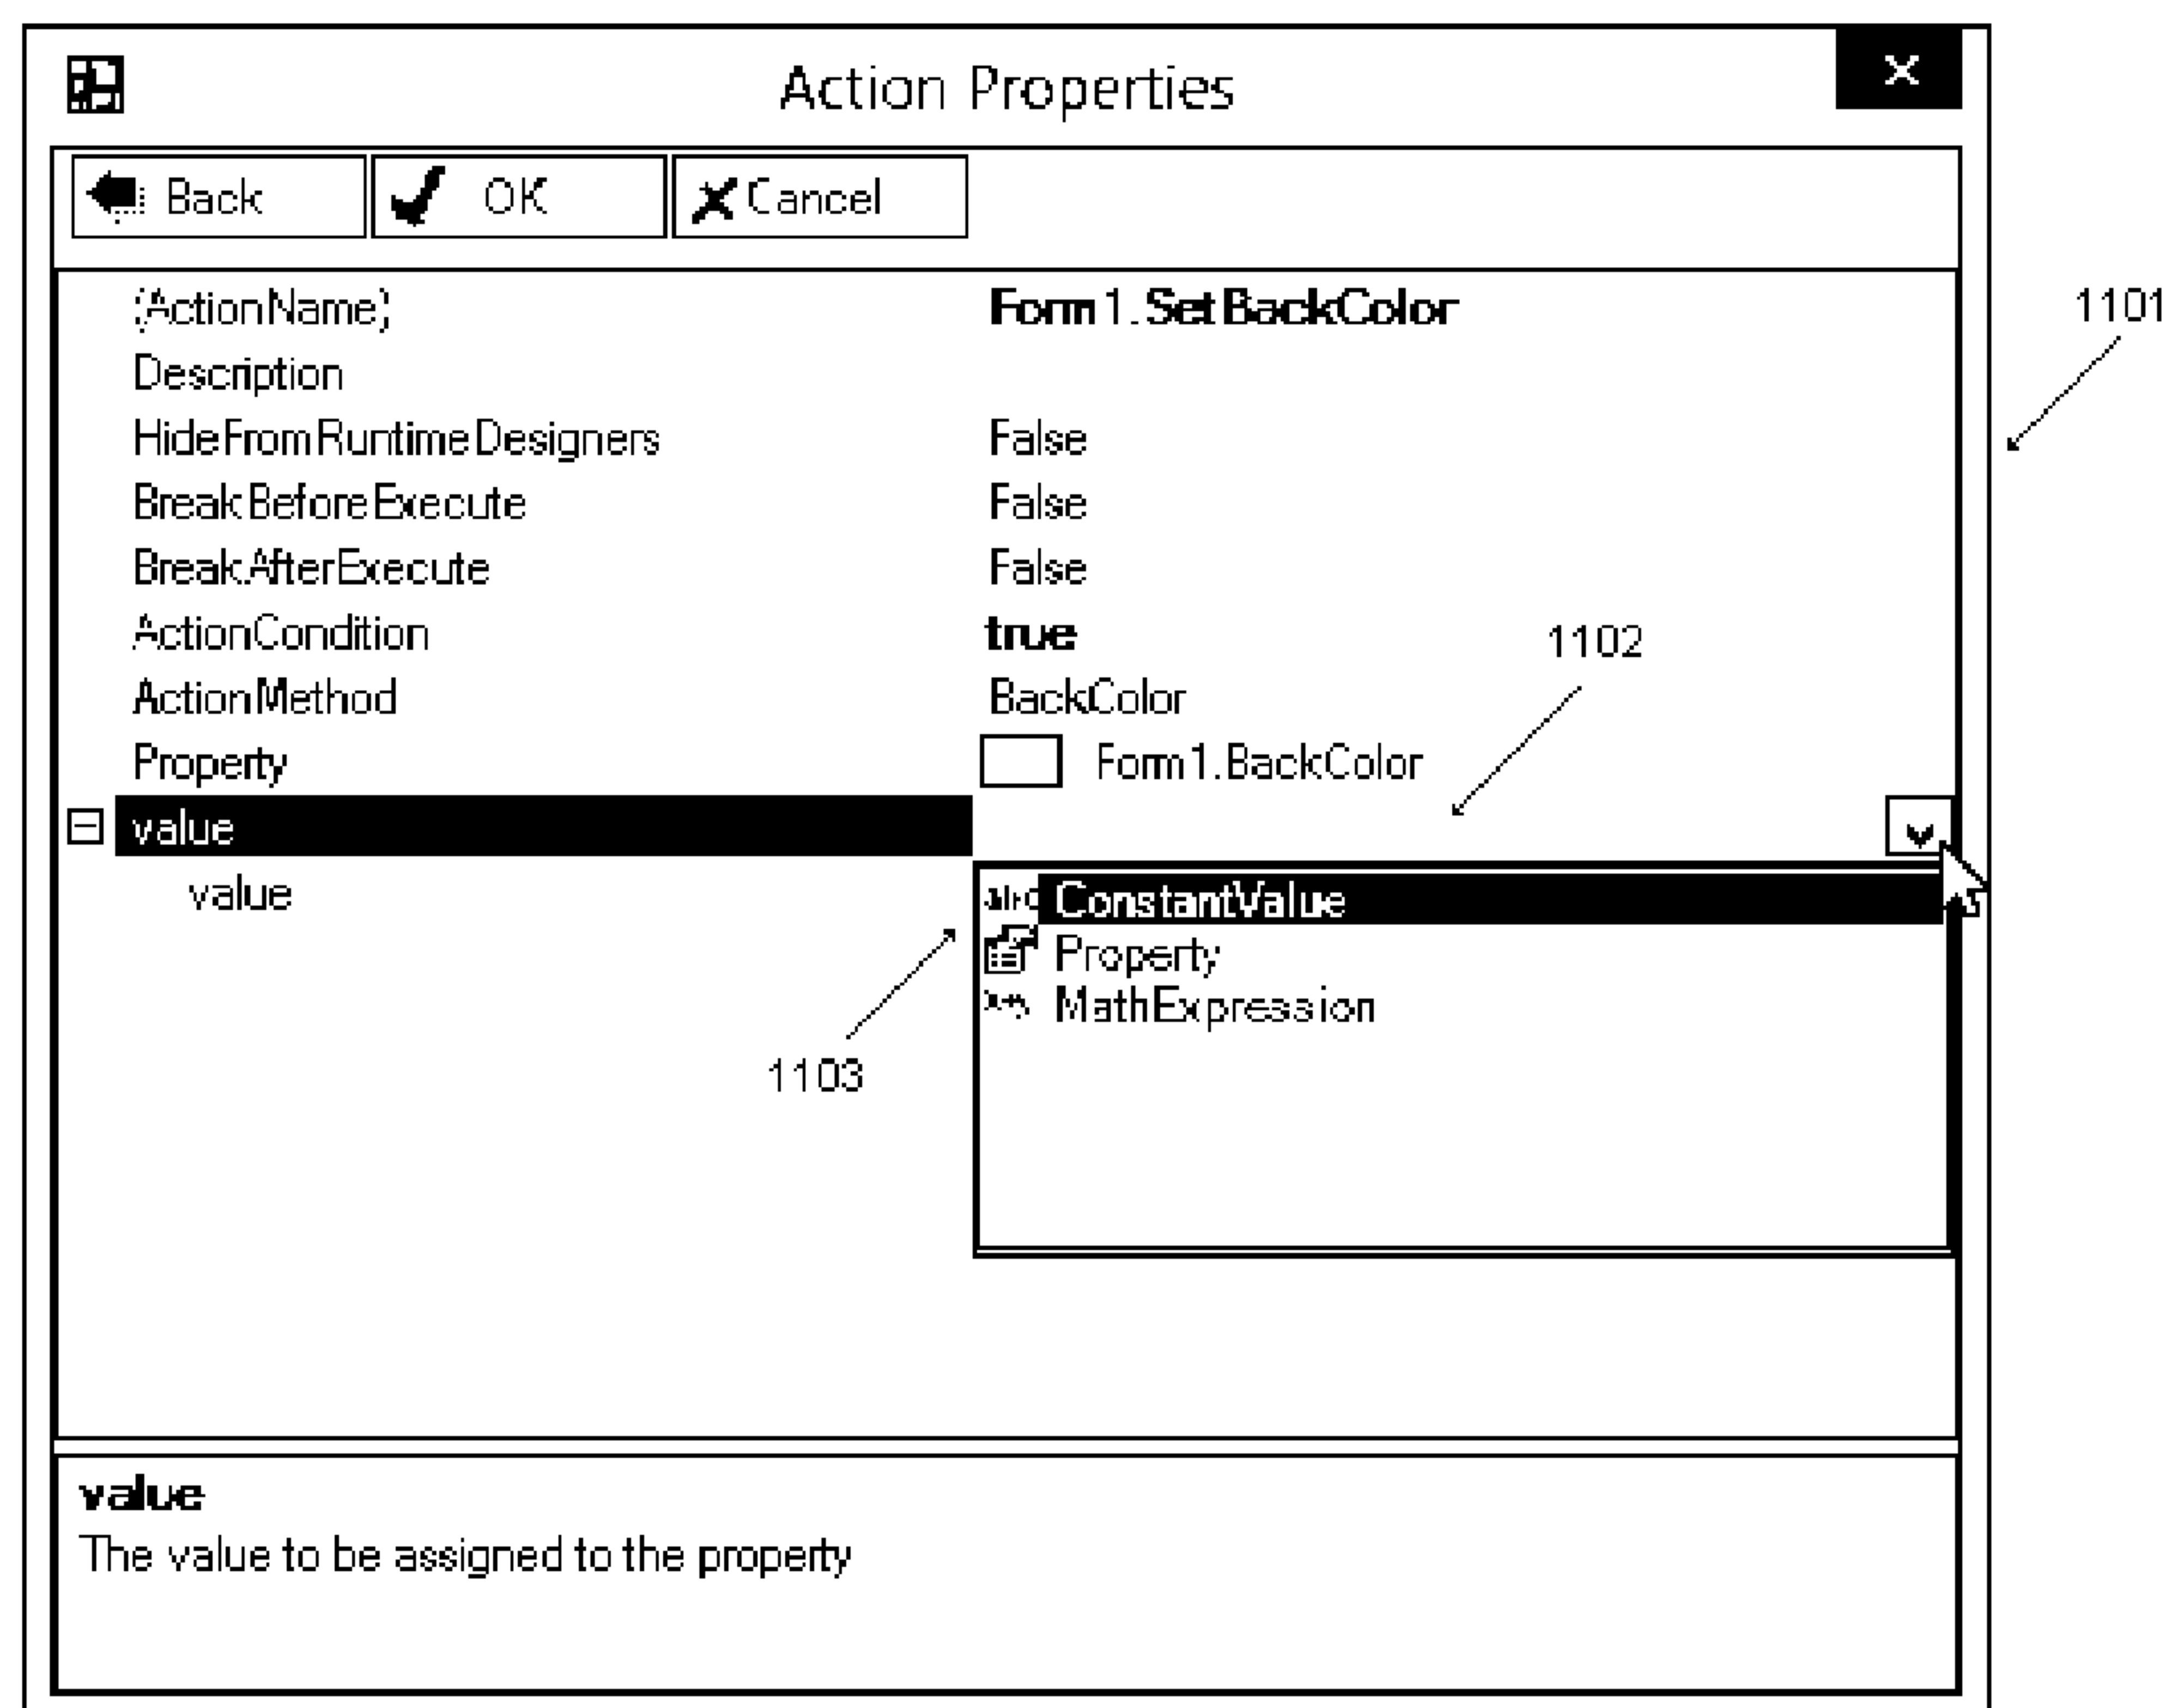 Action Properties
x
Back OK Cancel
(ActionName) Form1.SetBackColor
1101
Description
HideFromRuntimeDesigners False
BreakBeforeExecute False
BreakAfterExecute False
ActionCondition true
1102
ActionMethod BackColor
Property Form1.BackColor
value
value ConstantValue
Property
MathExpression
1103
value
The value to be assigned to the property